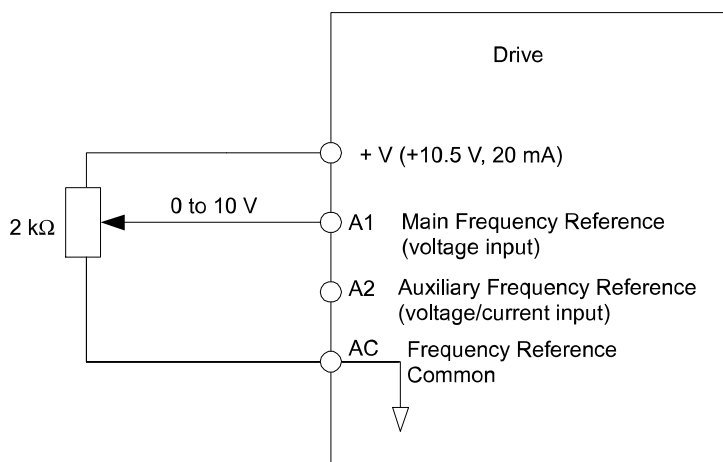 Drive
+ V (+10.5 V, 20 mA)
0 to 10 V
2 kΩ
A1 Main Frequency Reference
(voltage input)
A2 Auxiliary Frequency Reference
(voltage/current input)
AC Frequency Reference
Common